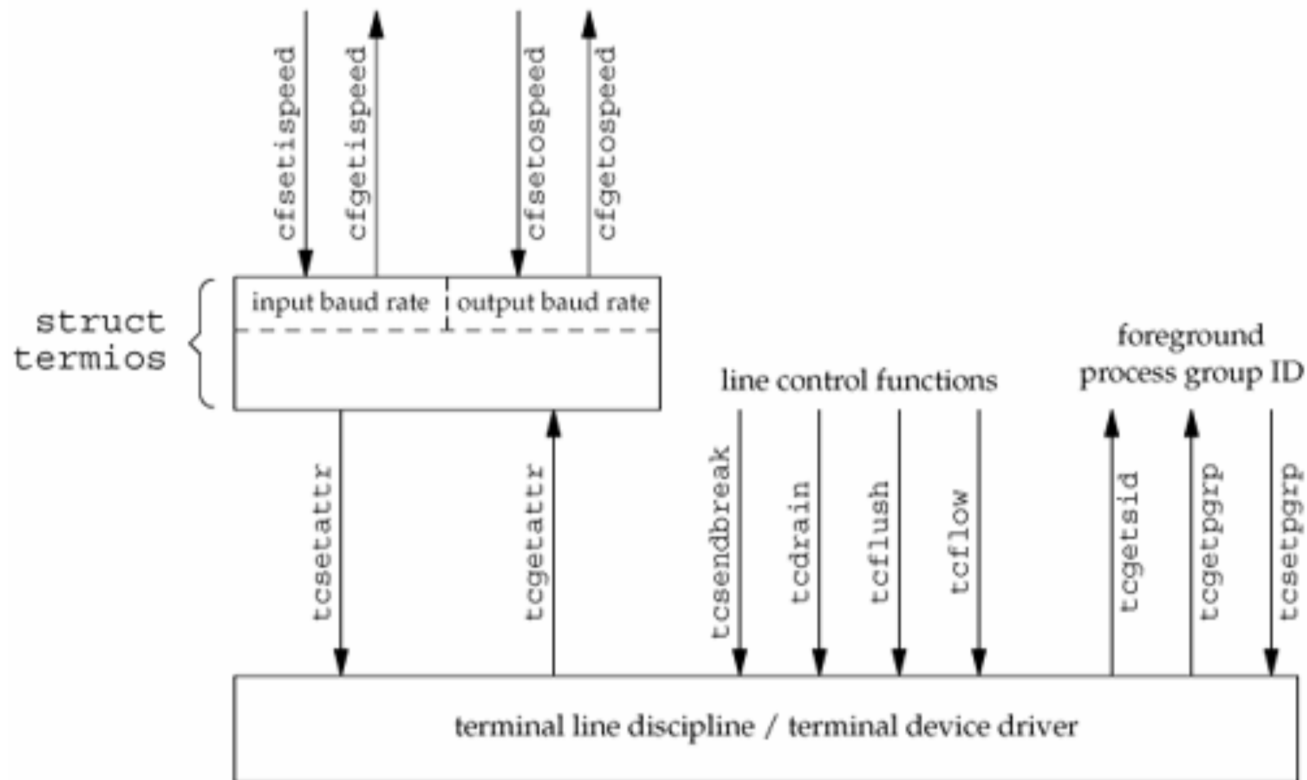 cfsetispeed
cfgetispeed
cfsetospeed
cfgetospeed
input baud rate
output baud rate
struct
termios
foreground
process group ID
line control functions
tcsetattr
tcgetattr
tcsendbreak
tcdrain
tcflush
tcflow
tcgetsid
tcgetpgrp
tcsetpgrp
terminal line discipline / terminal device driver